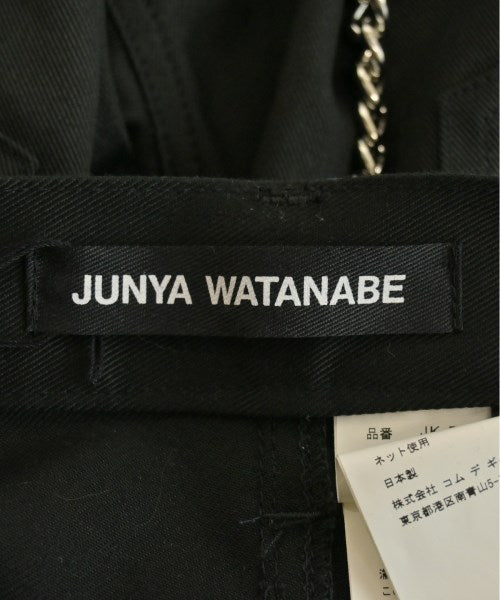 JUNYA WATANABE
品番
ネット使用
日本製
株式会社 コム デ ギ
東京都港区南青山5-